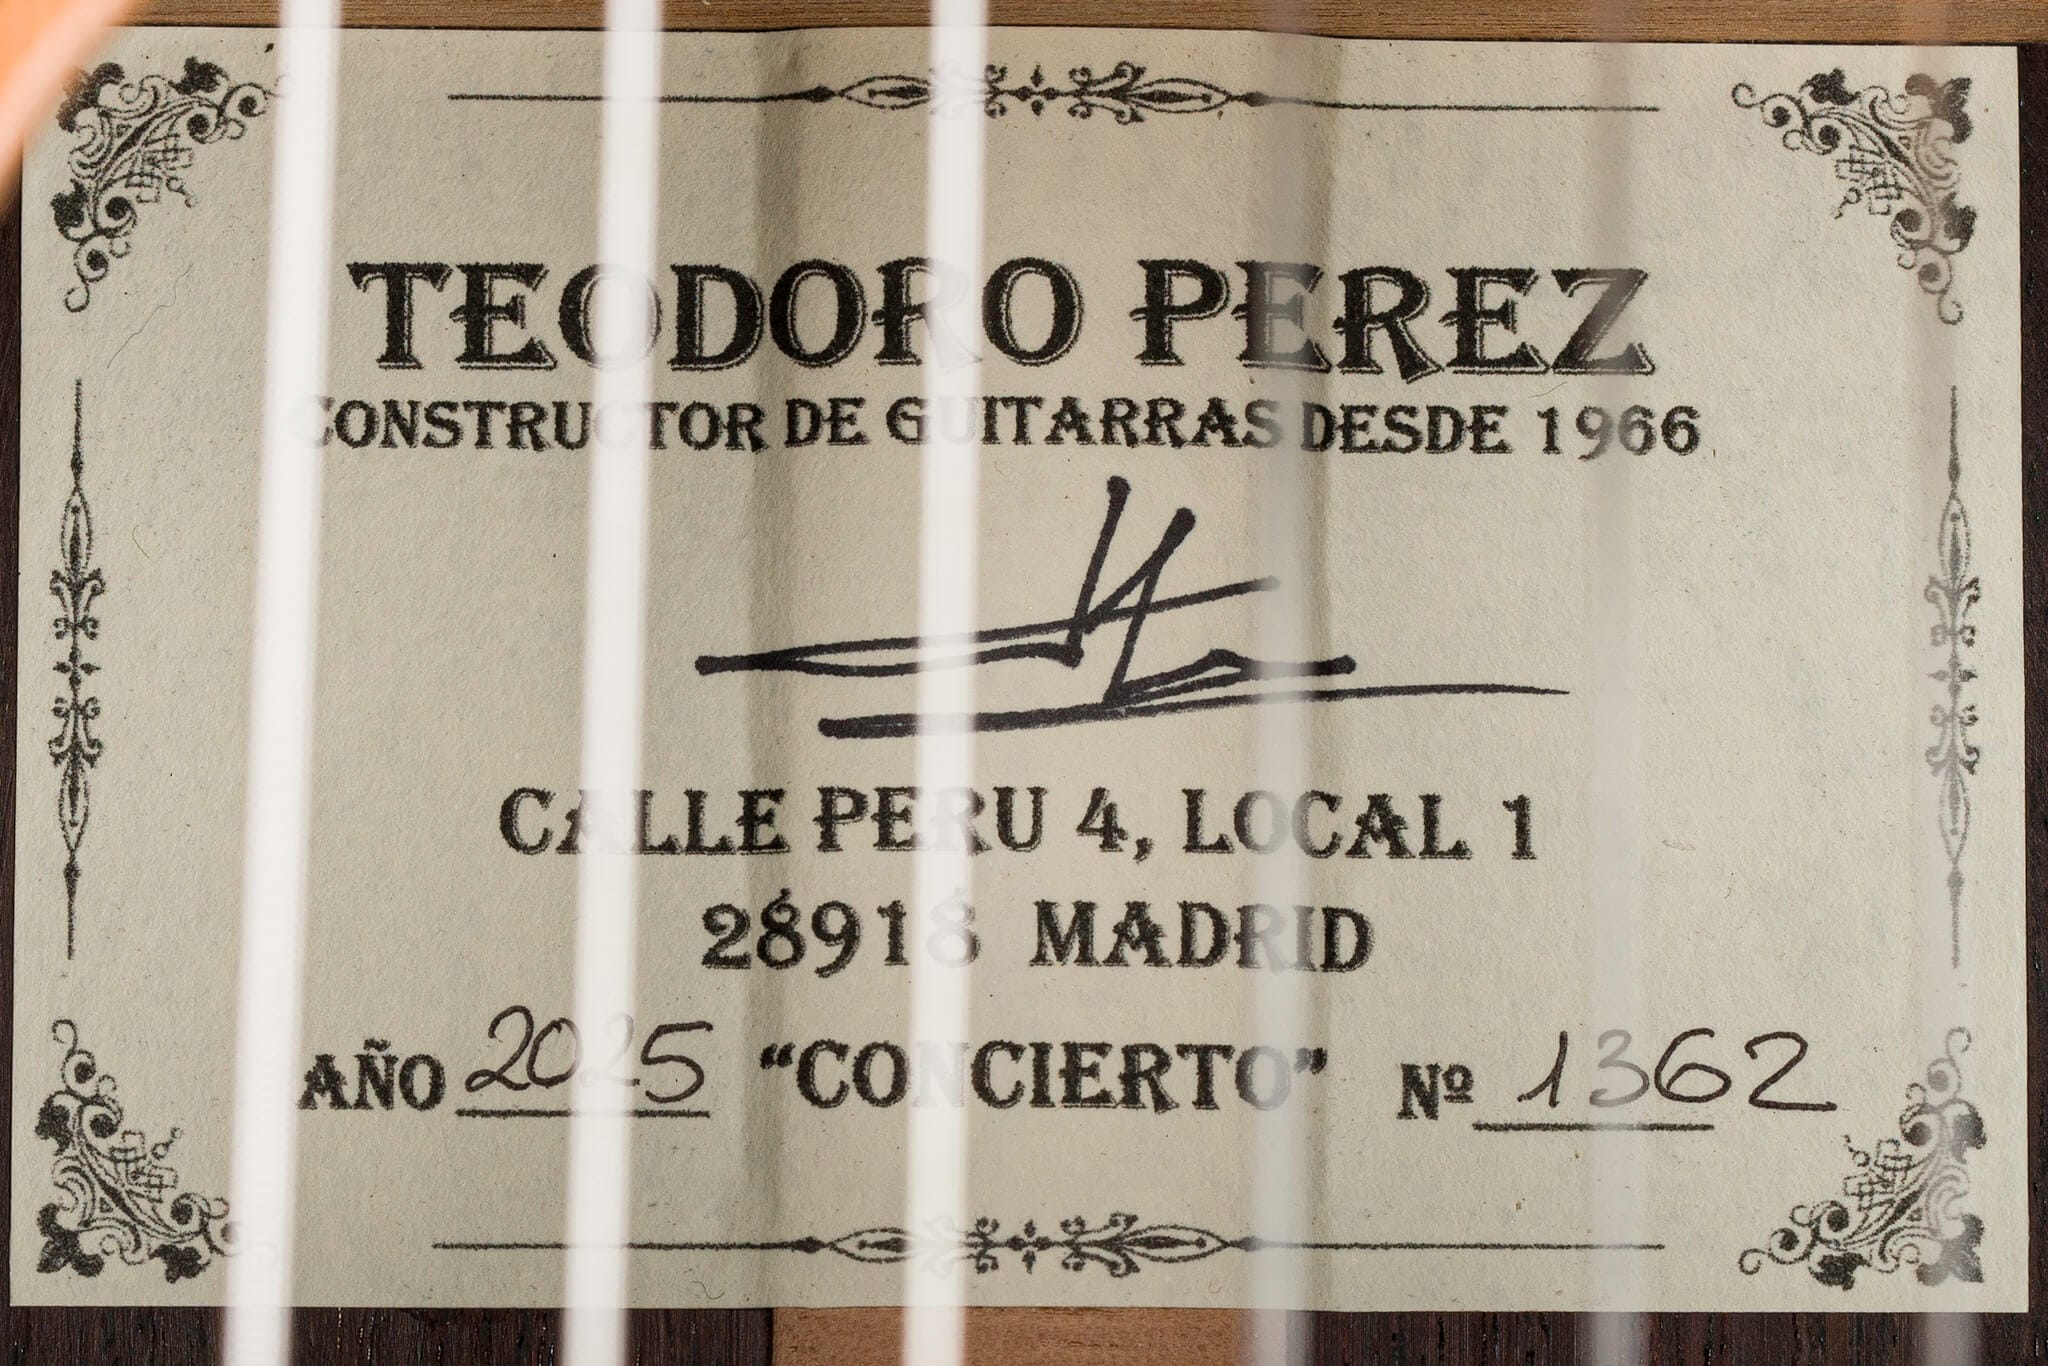 TEODORO PEREZ
CONSTRUCTOR DE GUITARRAS DESDE 1966
CALLE PERU 4, LOCAL 1
28918 MADRID
AÑO 2025 “CONCIERTO” Nº 1362